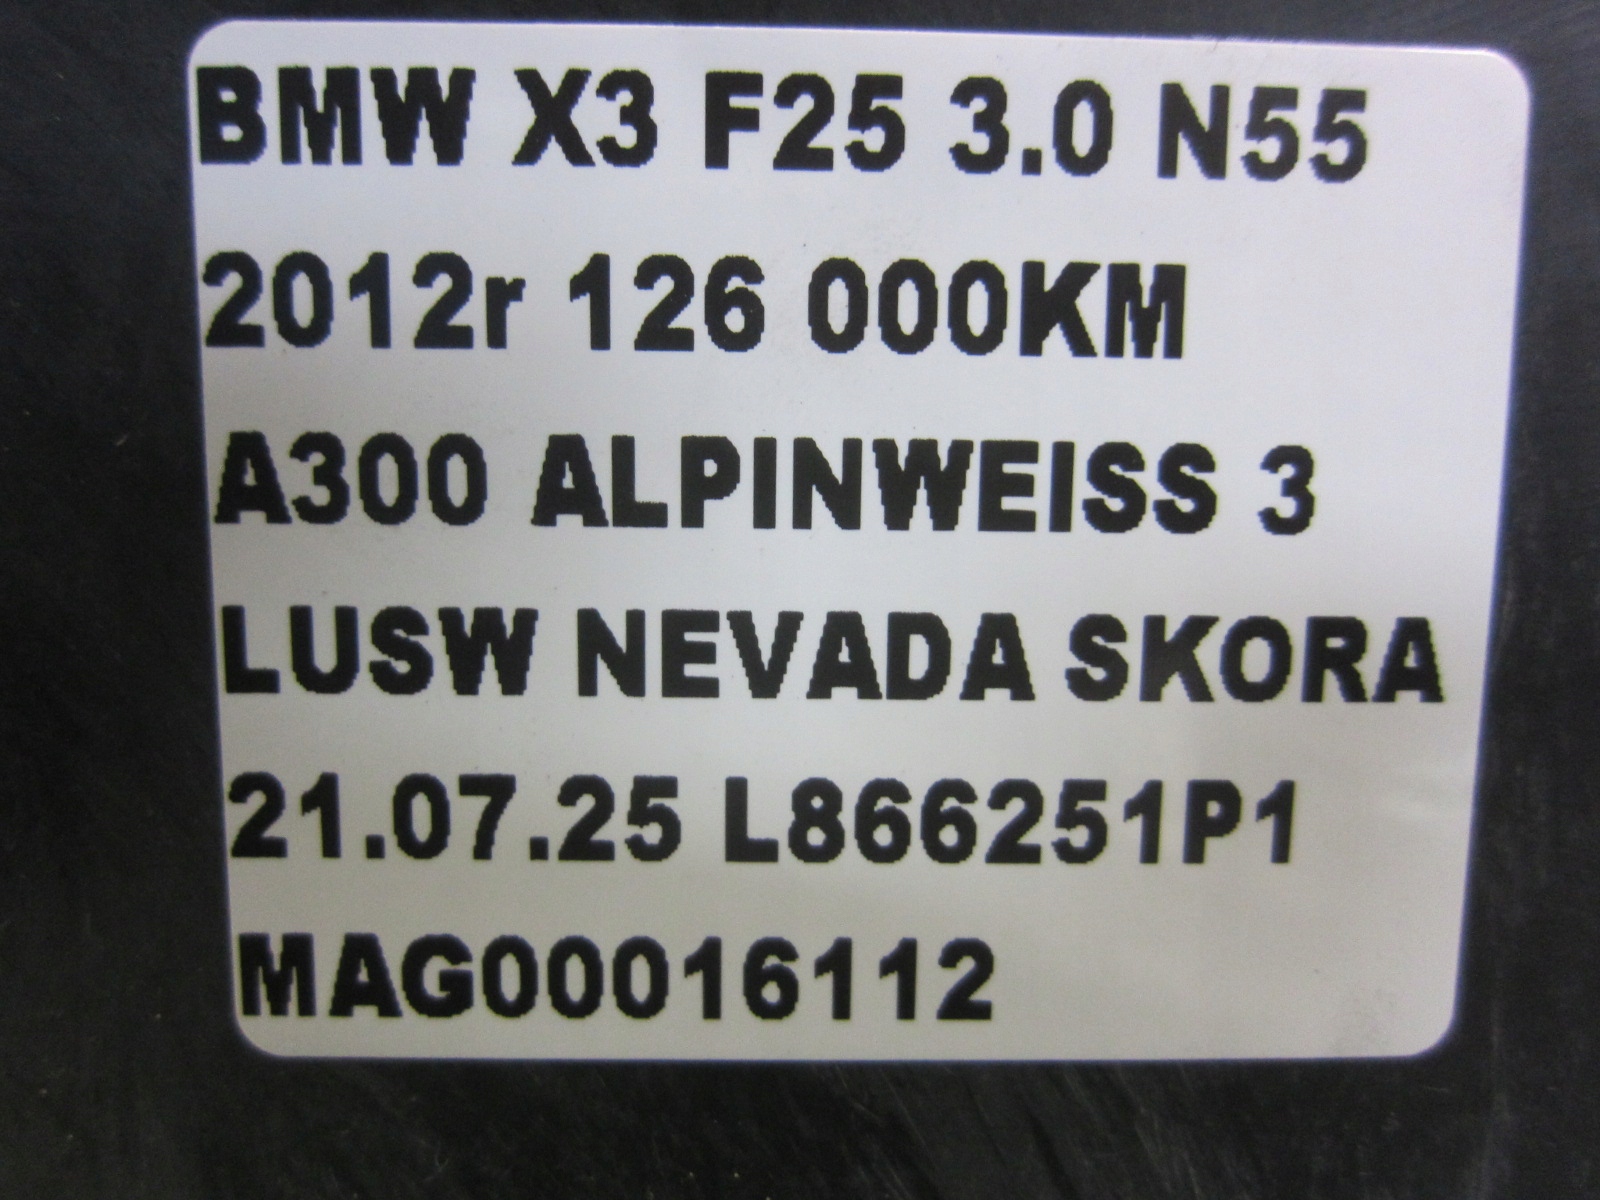 BMW X3 F25 3.0 N55
2012r 126 000KM
A300 ALPINWEISS 3
LUSW NEVADA SKORA
21.07.25 L866251P1
MAG00016112